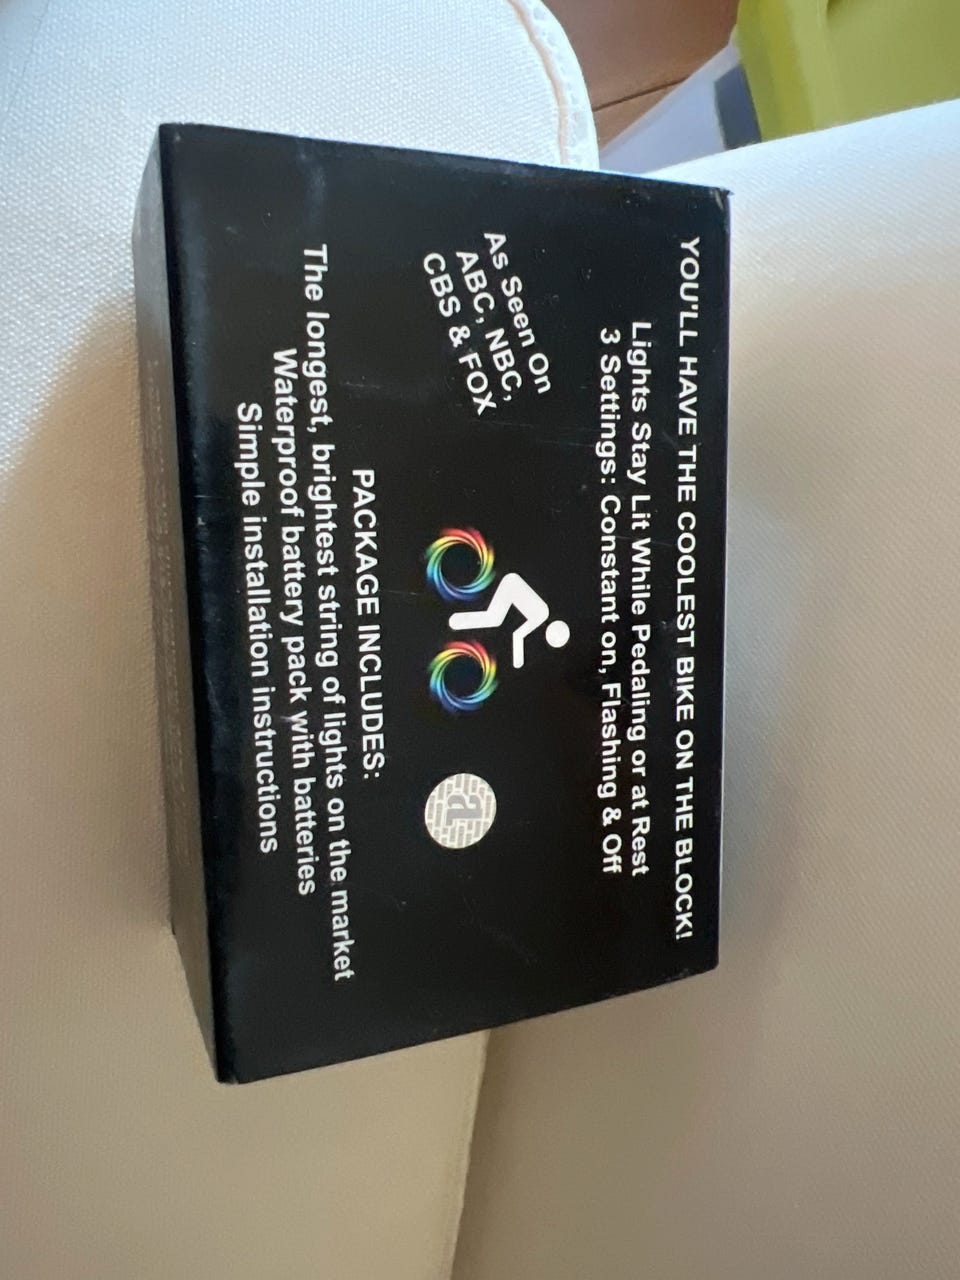 YOU'LL HAVE THE COOLEST BIKE ON THE BLOCK!
Lights Stay Lit While Pedaling or at Rest
3 Settings: Constant on, Flashing & Off
As Seen On
ABC, NBC,
CBS & FOX
PACKAGE INCLUDES:
The longest, brightest string of lights on the market
Waterproof battery pack with batteries
Simple installation instructions